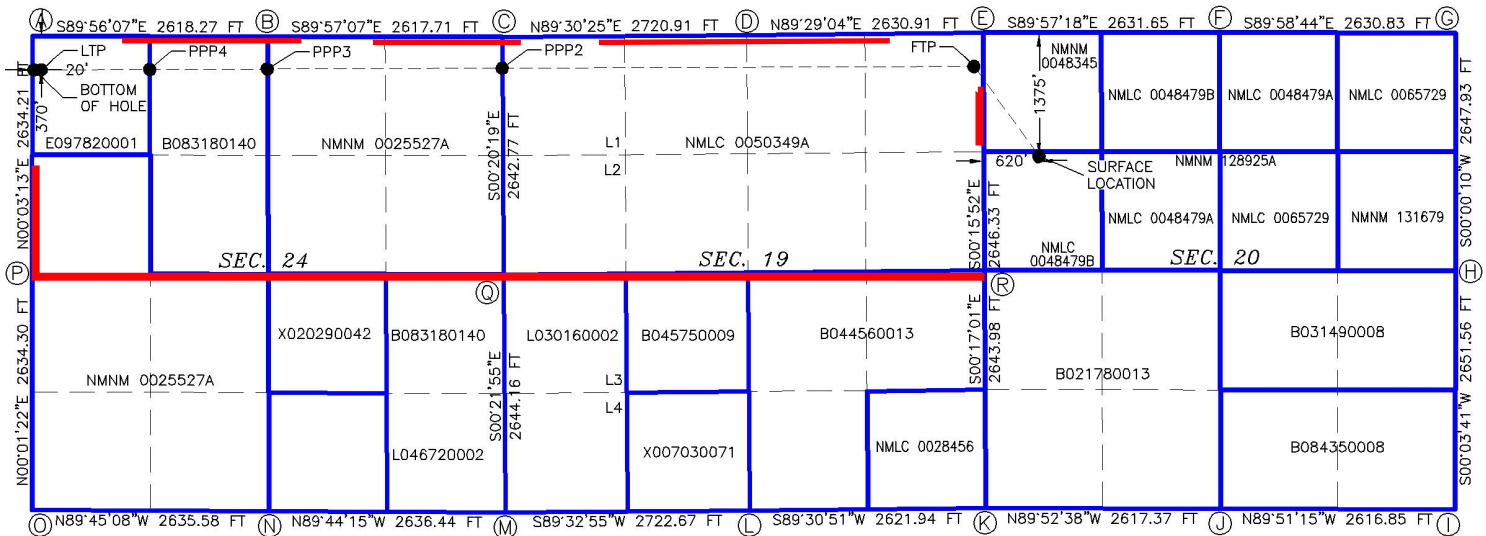 A
S89°56'07"E 2618.27 FT
B
S89°57'07"E 2617.71 FT
C
N89°30'25"E 2720.91 FT
D
N89°29'04"E 2630.91 FT
E
S89°57'18"E 2631.65 FT
F
S89°58'44"E 2630.83 FT
G
LTP
PPP4
PPP3
PPP2
FTP
20'
BOTTOM
OF HOLE
370'
1375'
NMNM
0048345
NMLC 0048479B
NMLC 0048479A
NMLC 0065729
N00°03'13"E 2634.21 FT
E097820001
B083180140
NMNM 0025527A
S00°20'19"E
2642.77 FT
L1
L2
NMLC 0050349A
620'
SURFACE
LOCATION
NMNM 128925A
S00°15'52"E
2646.33 FT
NMLC 0048479A
NMLC 0065729
NMNM 131679
NMLC
0048479B
S00°00'10"W 2647.93 FT
SEC. 24
SEC. 19
SEC. 20
P
Q
R
H
N00°01'22"E 2634.30 FT
NMNM 0025527A
X020290042
B083180140
L030160002
B045750009
B044560013
S00°17'01"E
2643.98 FT
B031490008
B021780013
S00°21'55"E
2644.16 FT
L3
L4
L046720002
X007030071
NMLC 0028456
B084350008
S00°03'41"W 2651.56 FT
O
N89°45'08"W 2635.58 FT
N
N89°44'15"W 2636.44 FT
M
S89°32'55"W 2722.67 FT
L
S89°30'51"W 2621.94 FT
K
N89°52'38"W 2617.37 FT
J
N89°51'15"W 2616.85 FT
I